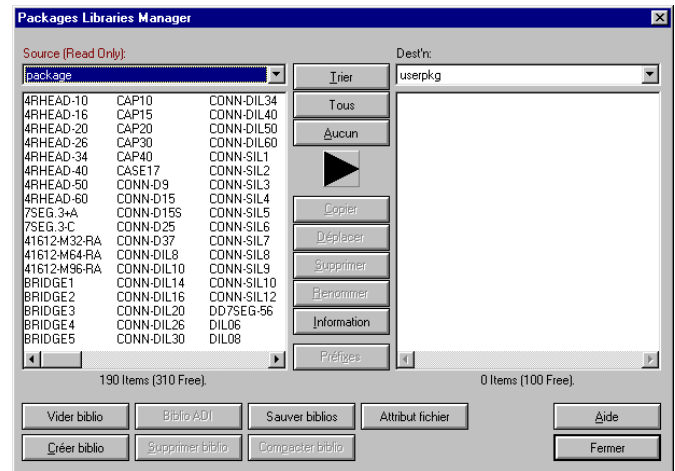 Packages Libraries Manager
Source (Read Only):
Dest'n:
package
userpkg
Trier
Tous
Aucun
Copier
Déplacer
Supprimer
Renommer
Information
Préfixes
4RHEAD-10 CAP10 CONN-DIL34
4RHEAD-16 CAP15 CONN-DIL40
4RHEAD-20 CAP20 CONN-DIL50
4RHEAD-26 CAP30 CONN-DIL60
4RHEAD-34 CAP40 CONN-SIL1
4RHEAD-40 CASE17 CONN-SIL2
4RHEAD-50 CONN-D9 CONN-SIL3
4RHEAD-60 CONN-D15 CONN-SIL4
7SEG.3+A CONN-D15S CONN-SIL5
7SEG.3-C CONN-D25 CONN-SIL6
41612-M32-RA CONN-D37 CONN-SIL7
41612-M64-RA CONN-DIL8 CONN-SIL8
41612-M96-RA CONN-DIL10 CONN-SIL9
BRIDGE1 CONN-DIL14 CONN-SIL10
BRIDGE2 CONN-DIL16 CONN-SIL12
BRIDGE3 CONN-DIL20 DD7SEG-56
BRIDGE4 CONN-DIL26 DIL06
BRIDGE5 CONN-DIL30 DIL08
190 Items (310 Free).
0 Items (100 Free).
Vider biblio
Biblio ADI
Sauver biblios
Attribut fichier
Aide
Créer biblio
Supprimer biblio
Compacter biblio
Fermer